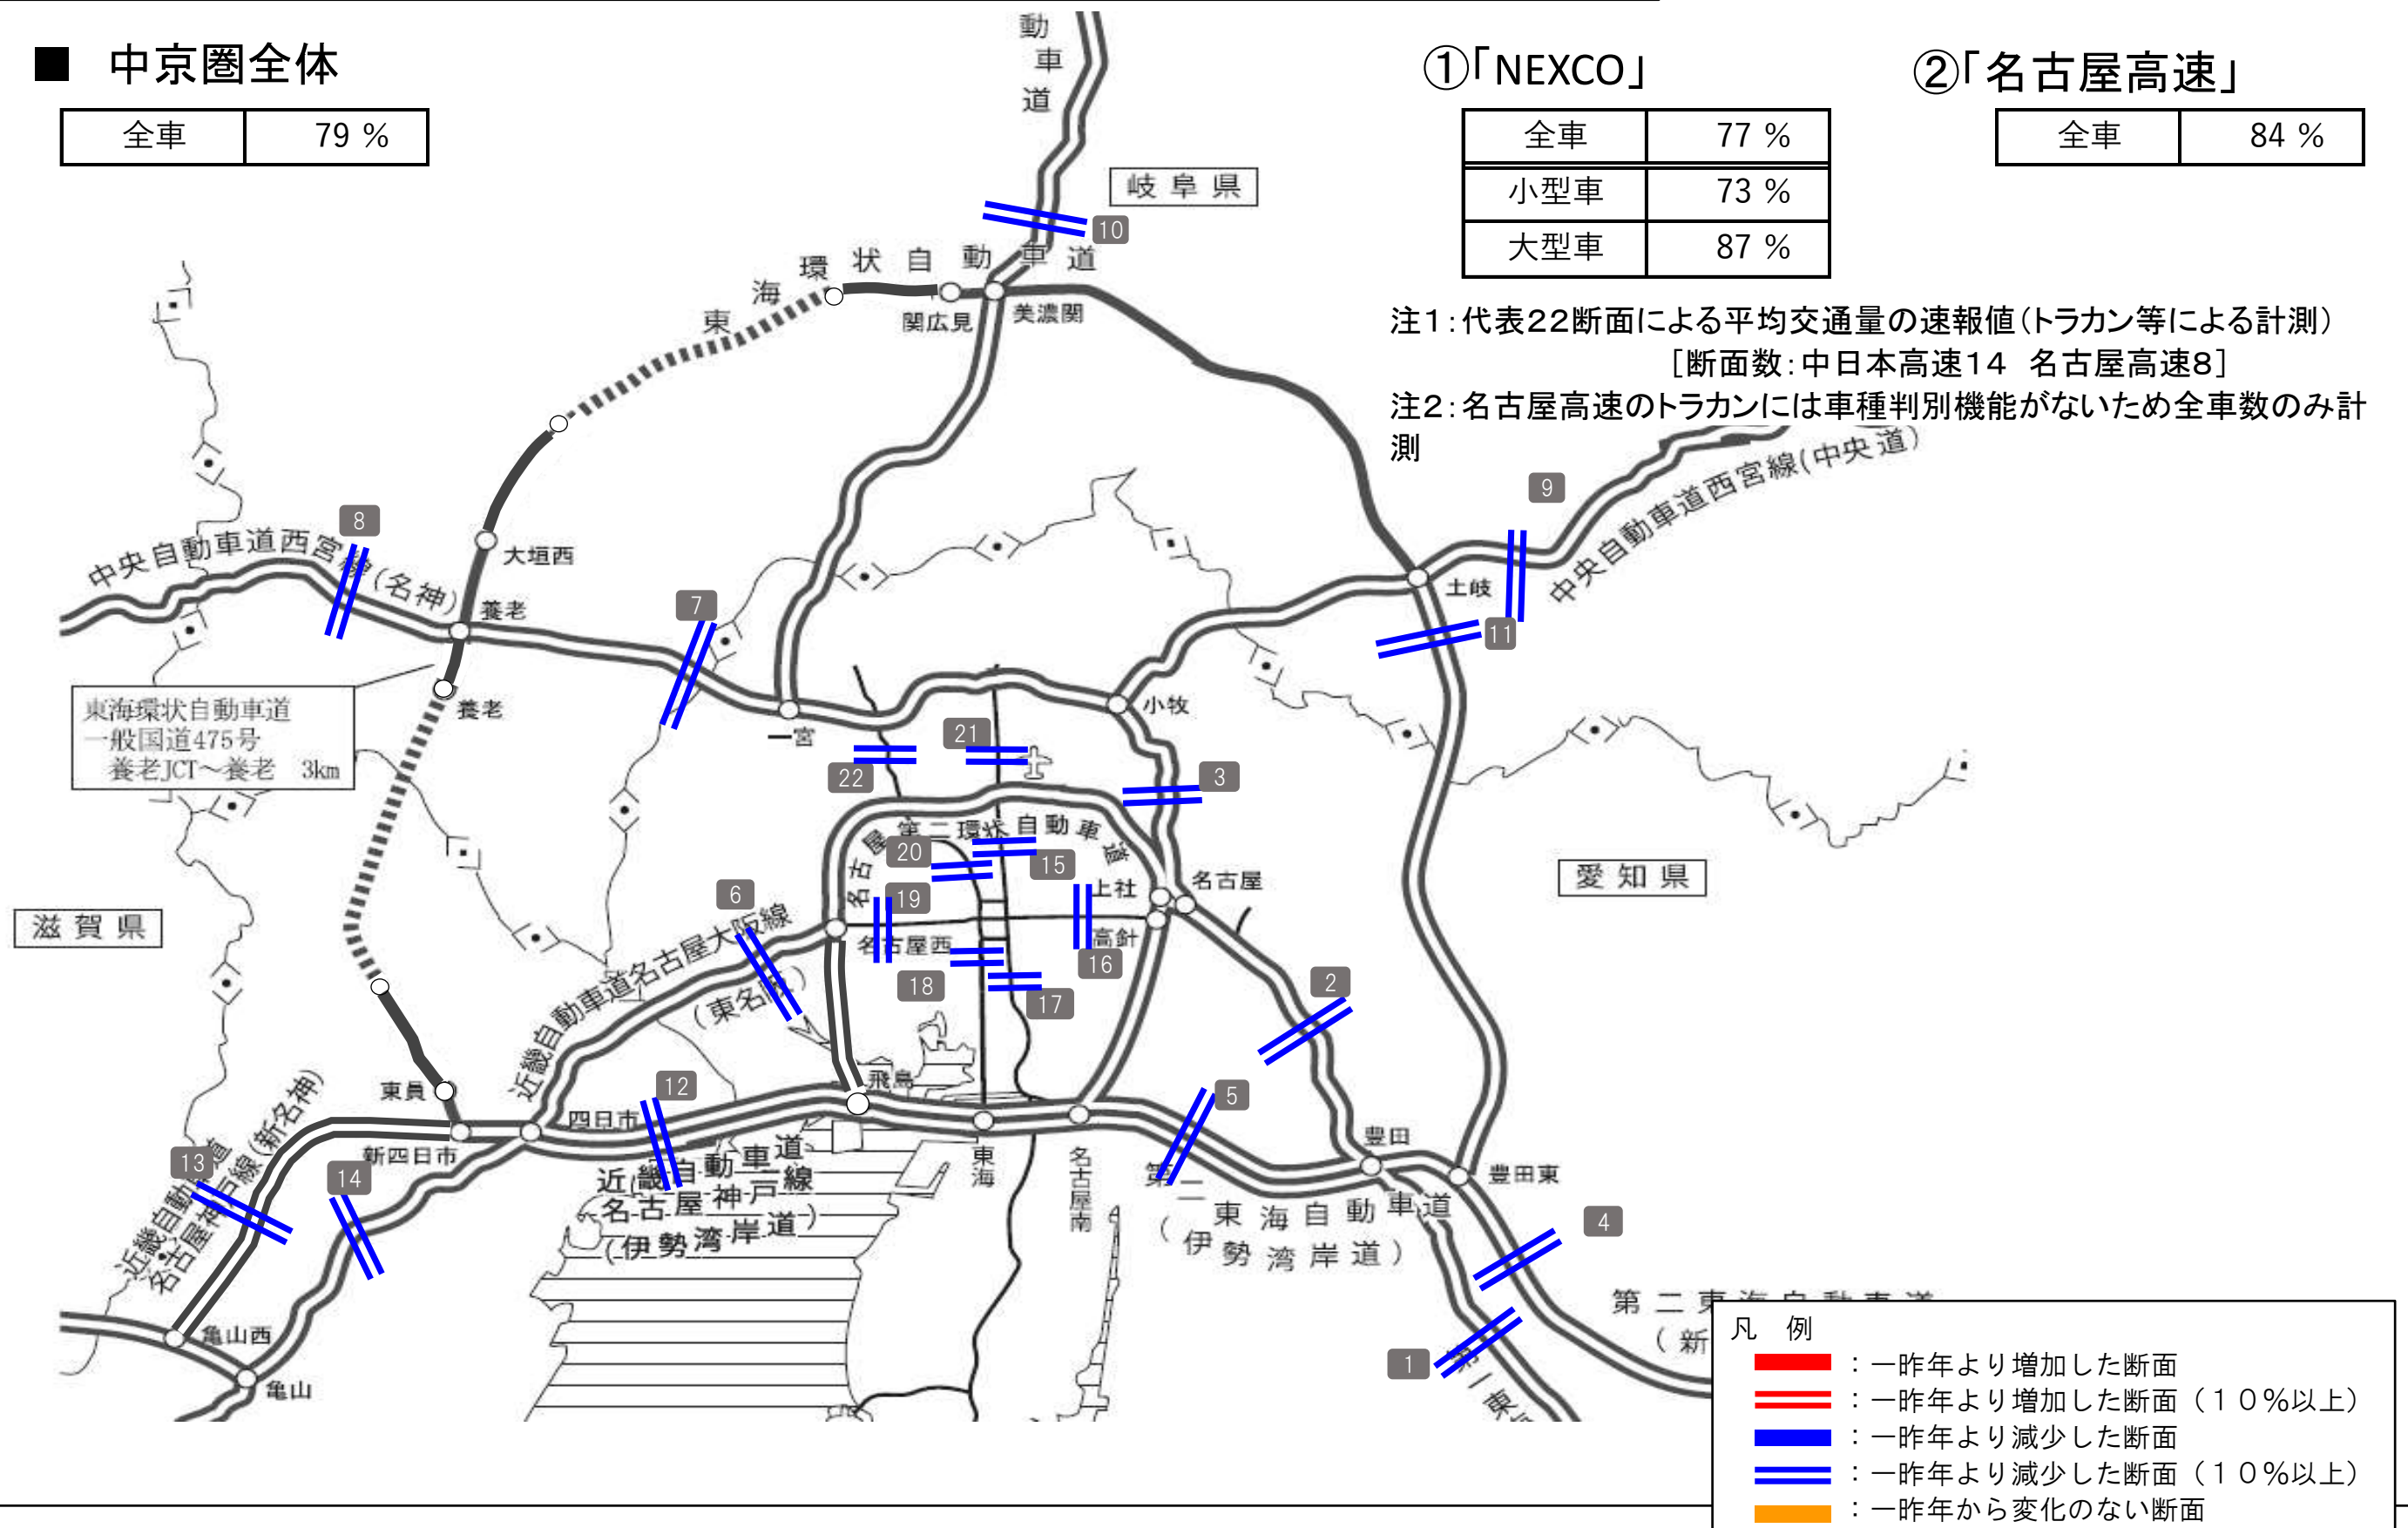 ■ 中京圏全体
全車 79 %
①「NEXCO」
全車 77 %
小型車 73 %
大型車 87 %
②「名古屋高速」
全車 84 %
注1：代表22断面による平均交通量の速報値（トラカン等による計測）
［断面数：中日本高速14 名古屋高速8］
注2：名古屋高速のトラカンには車種判別機能がないため全車数のみ計
測
動車道
岐阜県
10
東海環状自動車道
関広見
美濃関
9
中央自動車道西宮線（中央道）
8
中央自動車道西宮線（名神）
大垣西
養老
7
土岐
11
東海環状自動車道
一般国道475号
養老JCT～養老 3km
養老
一宮
小牧
21
22
3
名古屋第二環状自動車道
20
15
上社
名古屋
愛知県
19
6
滋賀県
名古屋西
高針
16
近畿自動車道名古屋大阪線
（東名阪）
18
17
2
飛島
東員
12
5
四日市
新四日市
13
14
近畿自動車道
名古屋神戸線（新名神）
近畿自動車道
名古屋神戸線
（伊勢湾岸道）
東海
名古屋南
豊田
豊田東
第二東海自動車道
（伊勢湾岸道）
4
亀山西
亀山
1
第一東
第二東海自動車道
（新
凡 例
：一昨年より増加した断面
：一昨年より増加した断面（１０％以上）
：一昨年より減少した断面
：一昨年より減少した断面（１０％以上）
：一昨年から変化のない断面